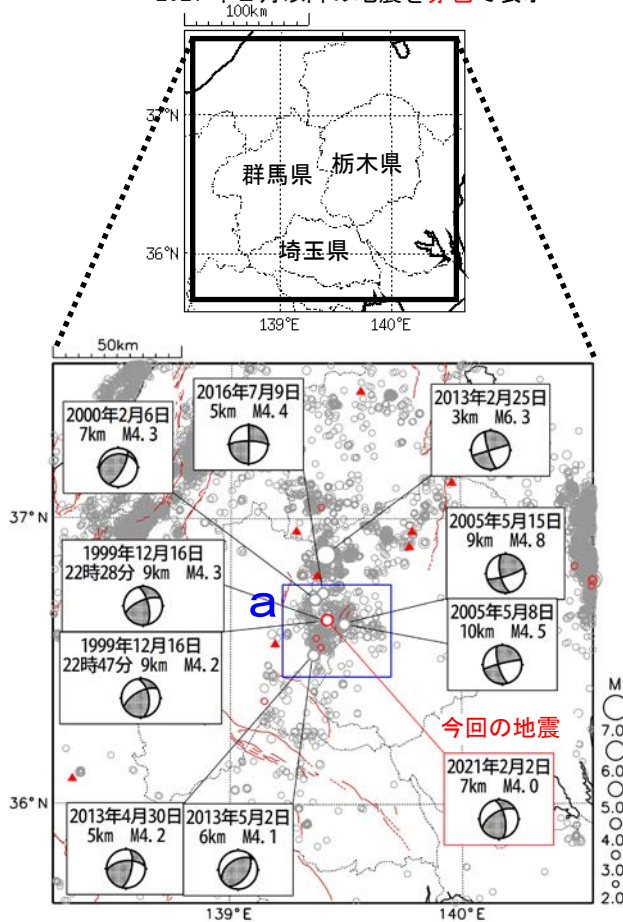 100km
37°N
群馬県
栃木県
36°N
埼玉県
139°E
140°E
50km
2000年2月6日
7km M4.3
2016年7月9日
5km M4.4
2013年2月25日
3km M6.3
37°N
1999年12月16日
22時28分 9km M4.3
2005年5月15日
9km M4.8
a
1999年12月16日
22時47分 9km M4.2
2005年5月8日
10km M4.5
今回の地震
2021年2月2日
7km M4.0
M
7.0
6.0
5.0
4.0
3.0
2.0
36°N
2013年4月30日
5km M4.2
2013年5月2日
6km M4.1
139°E
140°E